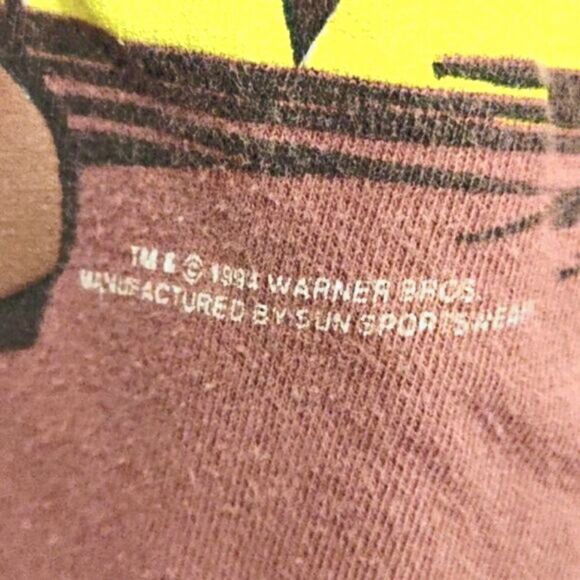 TM & © 1994 WARNER BROS.
MANUFACTURED BY SUN SPORTSWEAR